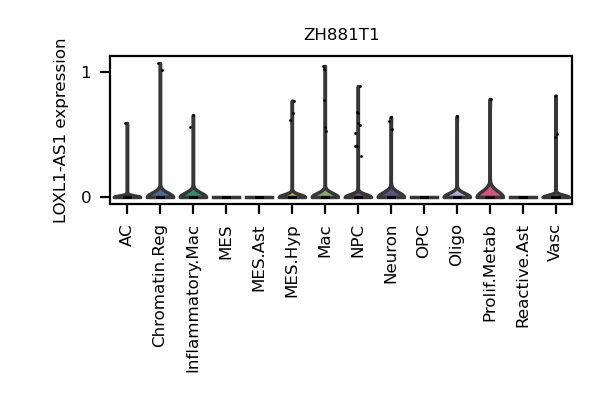 ZH881T1
LOXL1-AS1 expression
1
0
AC
Chromatin.Reg
Inflammatory.Mac
MES
MES.Ast
MES.Hyp
Mac
NPC
Neuron
OPC
Oligo
Prolif.Metab
Reactive.Ast
Vasc